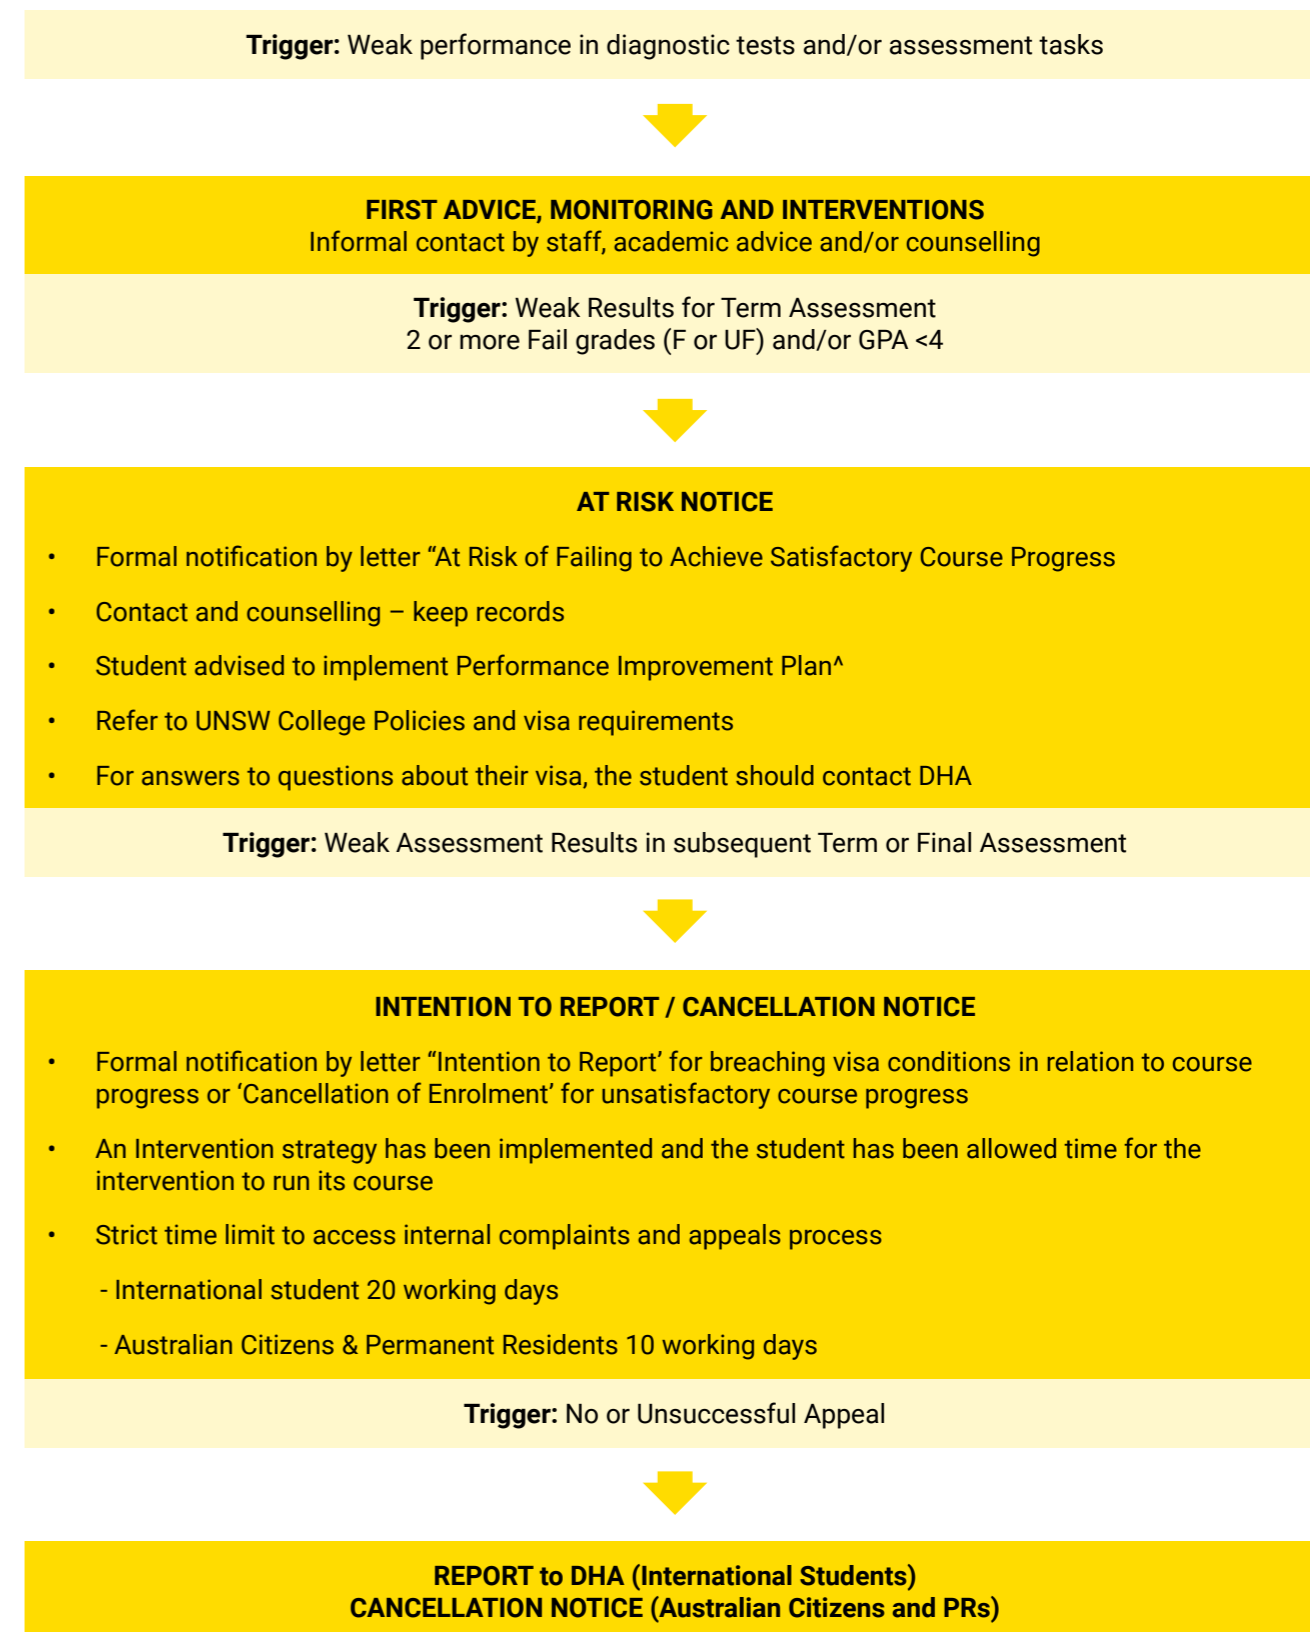 Trigger: Weak performance in diagnostic tests and/or assessment tasks
FIRST ADVICE, MONITORING AND INTERVENTIONS
Informal contact by staff, academic advice and/or counselling
Trigger: Weak Results for Term Assessment
2 or more Fail grades (F or UF) and/or GPA <4
AT RISK NOTICE
• Formal notification by letter “At Risk of Failing to Achieve Satisfactory Course Progress
• Contact and counselling – keep records
• Student advised to implement Performance Improvement Plan^
• Refer to UNSW College Policies and visa requirements
• For answers to questions about their visa, the student should contact DHA
Trigger: Weak Assessment Results in subsequent Term or Final Assessment
INTENTION TO REPORT / CANCELLATION NOTICE
• Formal notification by letter “Intention to Report’ for breaching visa conditions in relation to course
progress or ‘Cancellation of Enrolment’ for unsatisfactory course progress
• An Intervention strategy has been implemented and the student has been allowed time for the
intervention to run its course
• Strict time limit to access internal complaints and appeals process
- International student 20 working days
- Australian Citizens & Permanent Residents 10 working days
Trigger: No or Unsuccessful Appeal
REPORT to DHA (International Students)
CANCELLATION NOTICE (Australian Citizens and PRs)